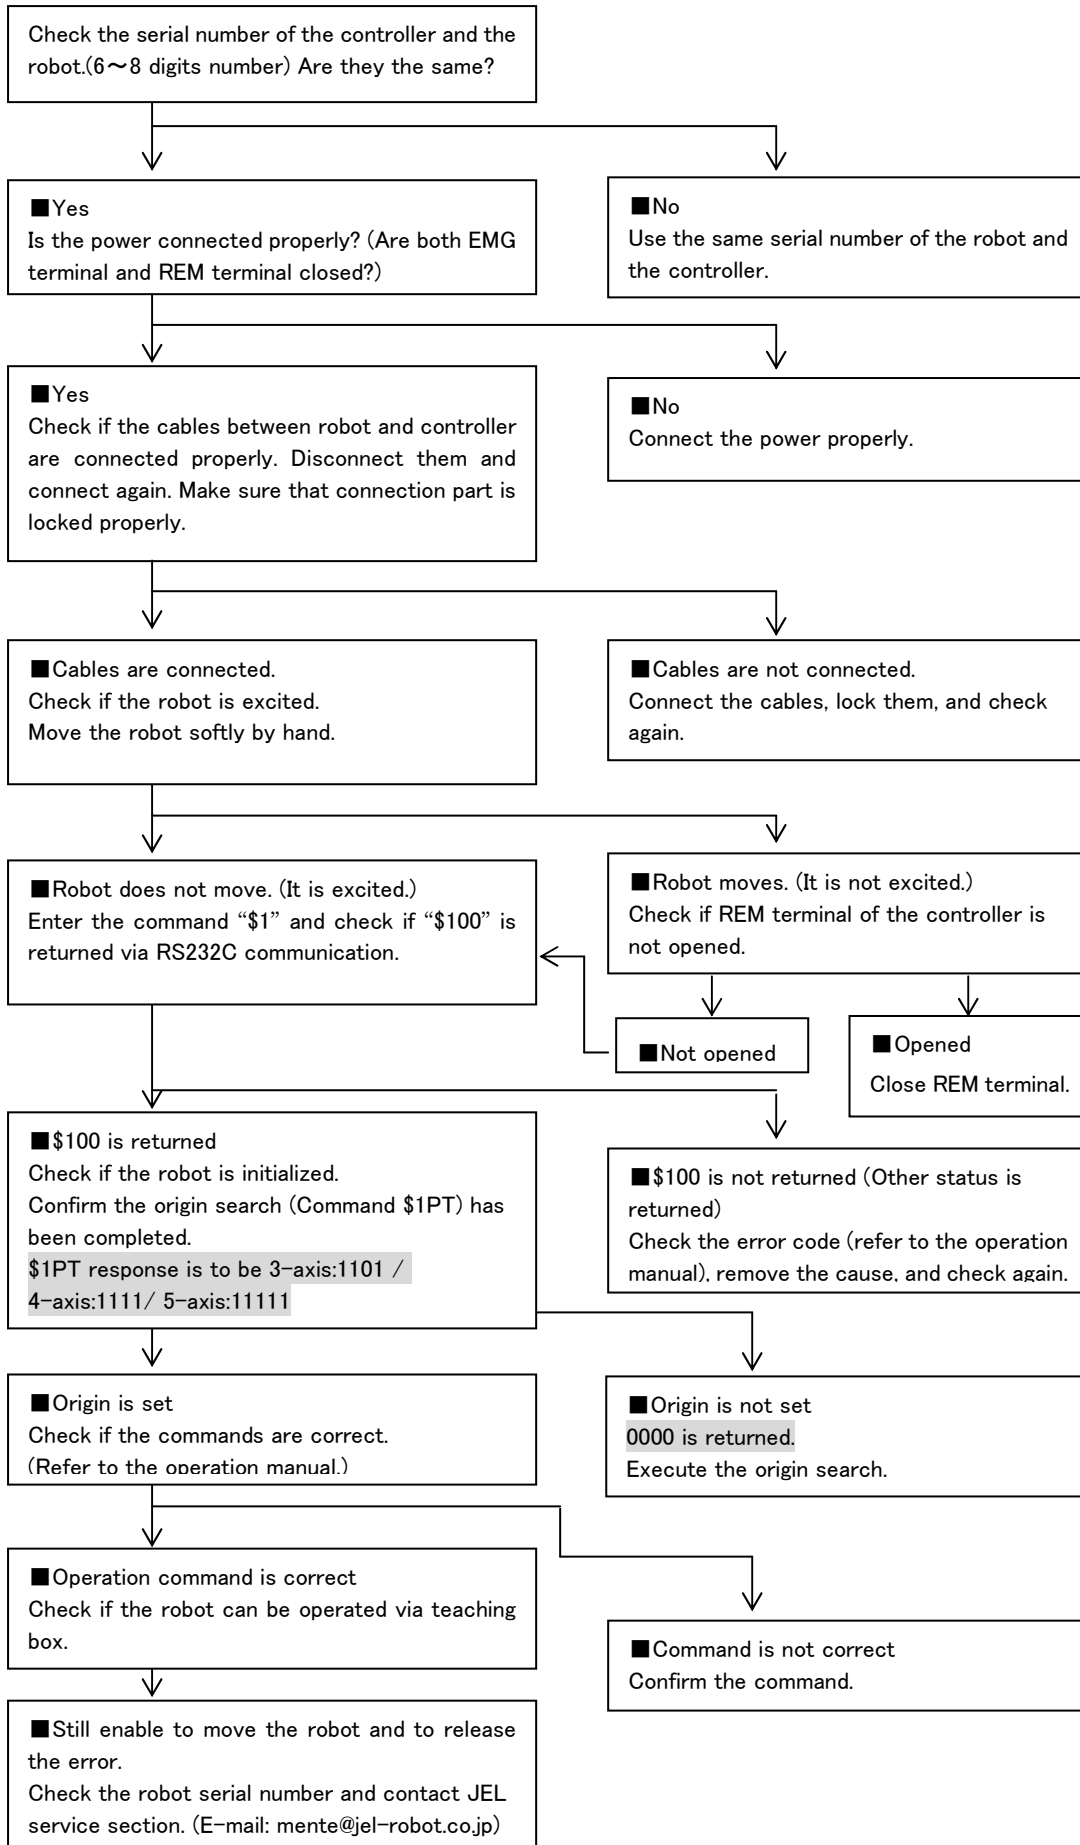 Check the serial number of the controller and the
robot.(6～8 digits number) Are they the same?
■Yes
Is the power connected properly? (Are both EMG
terminal and REM terminal closed?)
■No
Use the same serial number of the robot and
the controller.
■Yes
Check if the cables between robot and controller
are connected properly. Disconnect them and
connect again. Make sure that connection part is
locked properly.
■No
Connect the power properly.
■Cables are connected.
Check if the robot is excited.
Move the robot softly by hand.
■Cables are not connected.
Connect the cables, lock them, and check
again.
■Robot does not move. (It is excited.)
Enter the command “$1” and check if “$100” is
returned via RS232C communication.
■Robot moves. (It is not excited.)
Check if REM terminal of the controller is
not opened.
■Not opened
■Opened
Close REM terminal.
■$100 is returned
Check if the robot is initialized.
Confirm the origin search (Command $1PT) has
been completed.
$1PT response is to be 3-axis:1101 /
4-axis:1111/ 5-axis:11111
■$100 is not returned (Other status is
returned)
Check the error code (refer to the operation
manual), remove the cause, and check again.
■Origin is set
Check if the commands are correct.
(Refer to the operation manual.)
■Origin is not set
0000 is returned.
Execute the origin search.
■Operation command is correct
Check if the robot can be operated via teaching
box.
■Command is not correct
Confirm the command.
■Still enable to move the robot and to release
the error.
Check the robot serial number and contact JEL
service section. (E-mail: mente@jel-robot.co.jp)